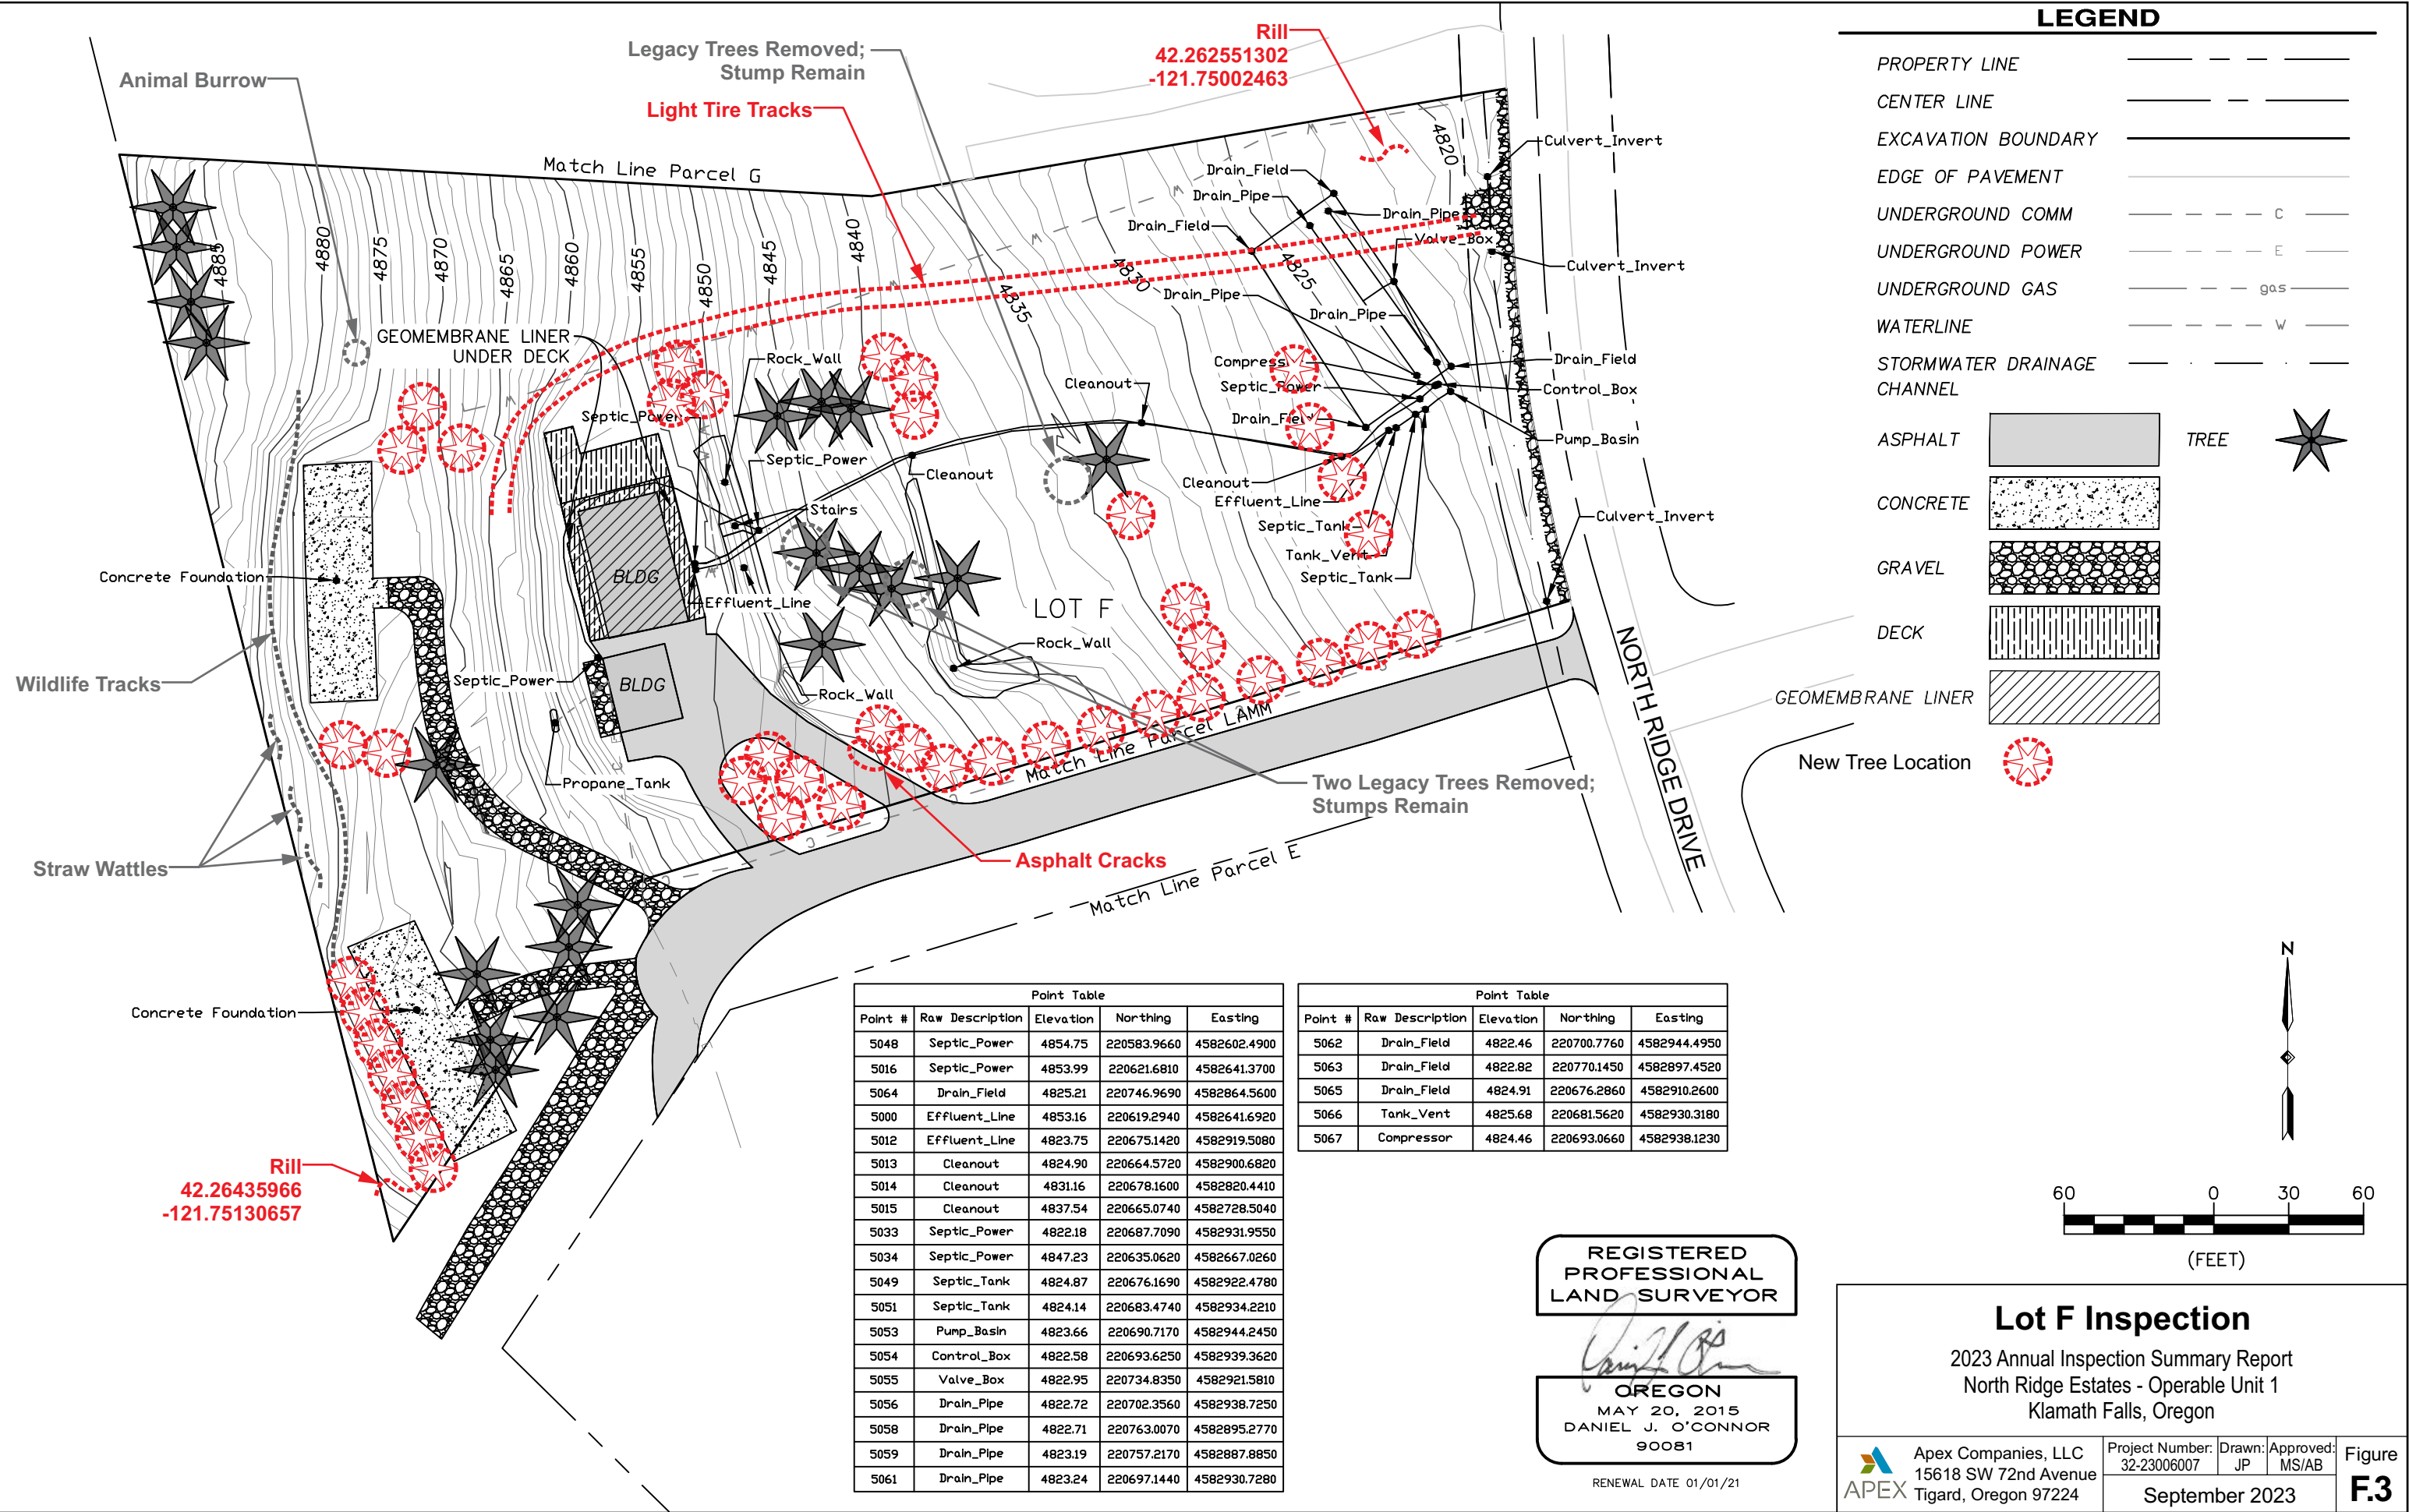 Animal Burrow
Legacy Trees Removed;
Stump Remain
Light Tire Tracks
Rill
42.262551302
-121.75002463
Match Line Parcel G
4885
4880
4875
4870
4865
4860
4855
4850
4845
4840
4835
4830
4825
4820
Culvert_Invert
Drain_Field
Drain_Pipe
Drain_Pipe
Drain_Field
Valve_Box
Culvert_Invert
Drain_Pipe
Drain_Pipe
GEOMEMBRANE LINER
UNDER DECK
Rock_Wall
Septic_Power
Cleanout
Compress
Septic_Power
Drain_Field
Drain_Field
Control_Box
Pump_Basin
Septic_Power
Cleanout
Cleanout
Effluent_Line
Septic_Tank
Tank_Vent
Septic_Tank
Culvert_Invert
Stairs
Concrete Foundation
BLDG
Effluent_Line
LOT F
Rock_Wall
Wildlife Tracks
Septic_Power
BLDG
Rock_Wall
Match Line Parcel LAMM
Propane_Tank
Two Legacy Trees Removed;
Stumps Remain
Straw Wattles
Asphalt Cracks
Match Line Parcel E
NORTH RIDGE DRIVE
Concrete Foundation
Rill
42.26435966
-121.75130657
LEGEND
PROPERTY LINE
CENTER LINE
EXCAVATION BOUNDARY
EDGE OF PAVEMENT
UNDERGROUND COMM C
UNDERGROUND POWER E
UNDERGROUND GAS gas
WATERLINE W
STORMWATER DRAINAGE
CHANNEL
ASPHALT TREE
CONCRETE
GRAVEL
DECK
GEOMEMBRANE LINER
New Tree Location
N
60 0 30 60
(FEET)
Point Table
Point # Raw Description Elevation Northing Easting
5048 Septic_Power 4854.75 220583.9660 4582602.4900
5016 Septic_Power 4853.99 220621.6810 4582641.3700
5064 Drain_Field 4825.21 220746.9690 4582864.5600
5000 Effluent_Line 4853.16 220619.2940 4582641.6920
5012 Effluent_Line 4823.75 220675.1420 4582919.5080
5013 Cleanout 4824.90 220664.5720 4582900.6820
5014 Cleanout 4831.16 220678.1600 4582820.4410
5015 Cleanout 4837.54 220665.0740 4582728.5040
5033 Septic_Power 4822.18 220687.7090 4582931.9550
5034 Septic_Power 4847.23 220635.0620 4582667.0260
5049 Septic_Tank 4824.87 220676.1690 4582922.4780
5051 Septic_Tank 4824.14 220683.4740 4582934.2210
5053 Pump_Basin 4823.66 220690.7170 4582944.2450
5054 Control_Box 4822.58 220693.6250 4582939.3620
5055 Valve_Box 4822.95 220734.8350 4582921.5810
5056 Drain_Pipe 4822.72 220702.3560 4582938.7250
5058 Drain_Pipe 4822.71 220763.0070 4582895.2770
5059 Drain_Pipe 4823.19 220757.2170 4582887.8850
5061 Drain_Pipe 4823.24 220697.1440 4582930.7280
Point Table
Point # Raw Description Elevation Northing Easting
5062 Drain_Field 4822.46 220700.7760 4582944.4950
5063 Drain_Field 4822.82 220770.1450 4582897.4520
5065 Drain_Field 4824.91 220676.2860 4582910.2600
5066 Tank_Vent 4825.68 220681.5620 4582930.3180
5067 Compressor 4824.46 220693.0660 4582938.1230
REGISTERED
PROFESSIONAL
LAND SURVEYOR
OREGON
MAY 20, 2015
DANIEL J. O'CONNOR
90081
RENEWAL DATE 01/01/21
Lot F Inspection
2023 Annual Inspection Summary Report
North Ridge Estates - Operable Unit 1
Klamath Falls, Oregon
APEX
Apex Companies, LLC
15618 SW 72nd Avenue
Tigard, Oregon 97224
Project Number:
32-23006007
Drawn:
JP
Approved:
MS/AB
September 2023
Figure
F.3